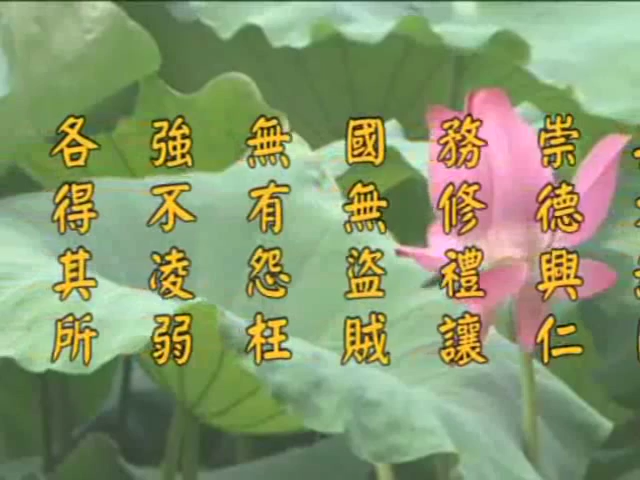 崇德興仁
務修禮讓
國無盜賊
無有怨枉
強不凌弱
各得其所